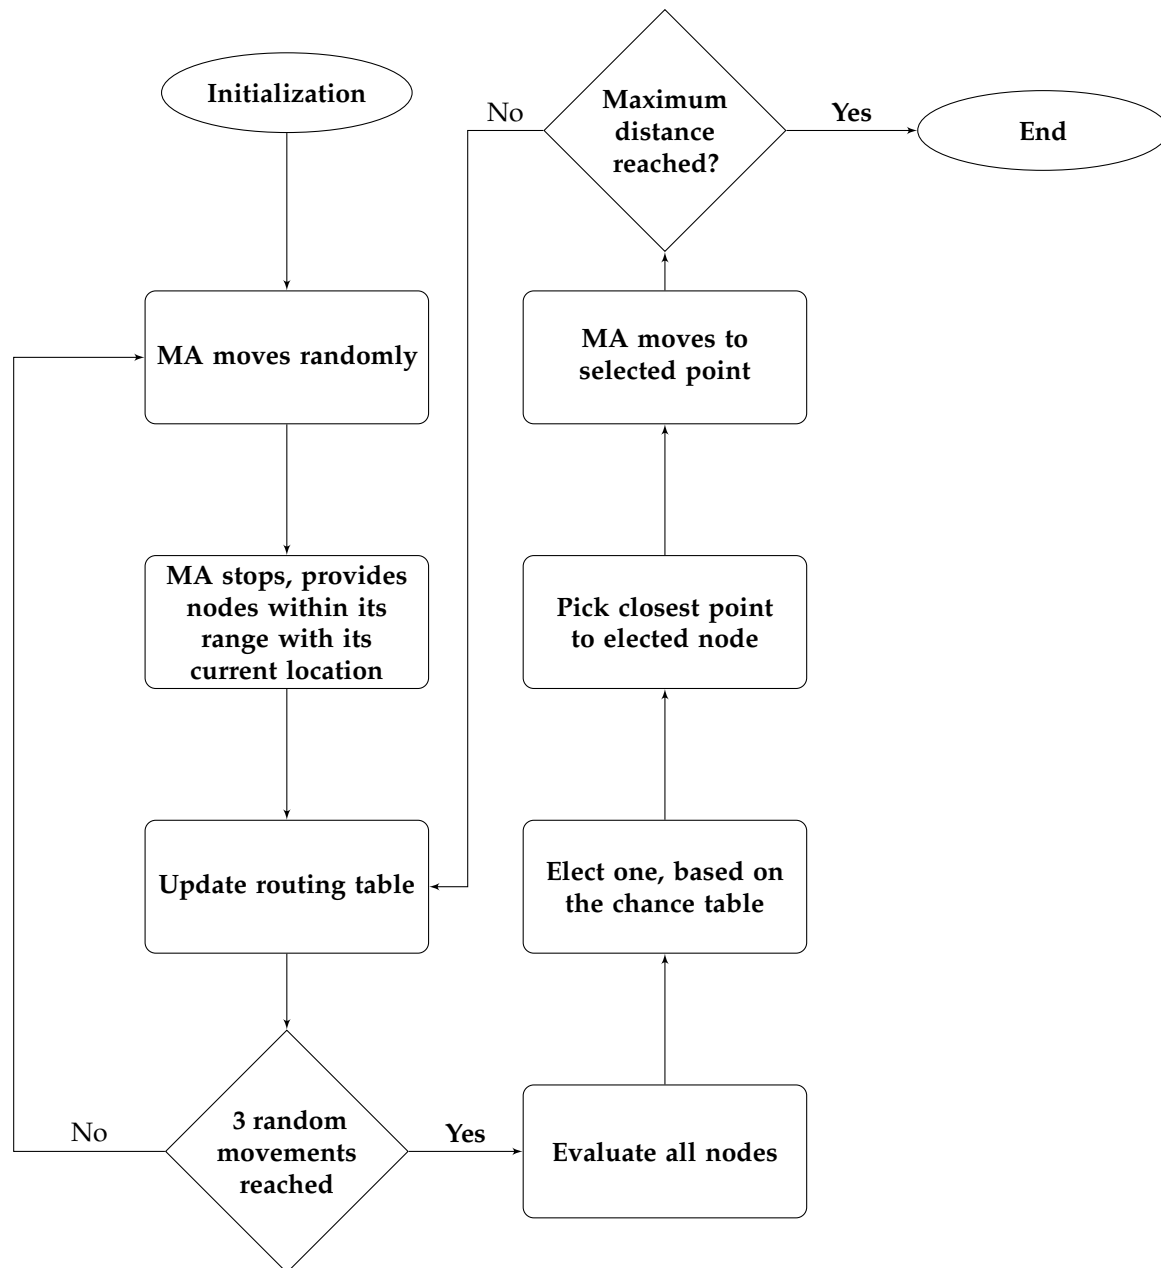 Initialization
MA moves randomly
MA stops, provides
nodes within its
range with its
current location
Update routing table
3 random
movements
reached
No
Yes
Evaluate all nodes
Elect one, based on
the chance table
Pick closest point
to elected node
MA moves to
selected point
Maximum
distance
reached?
No
Yes
End